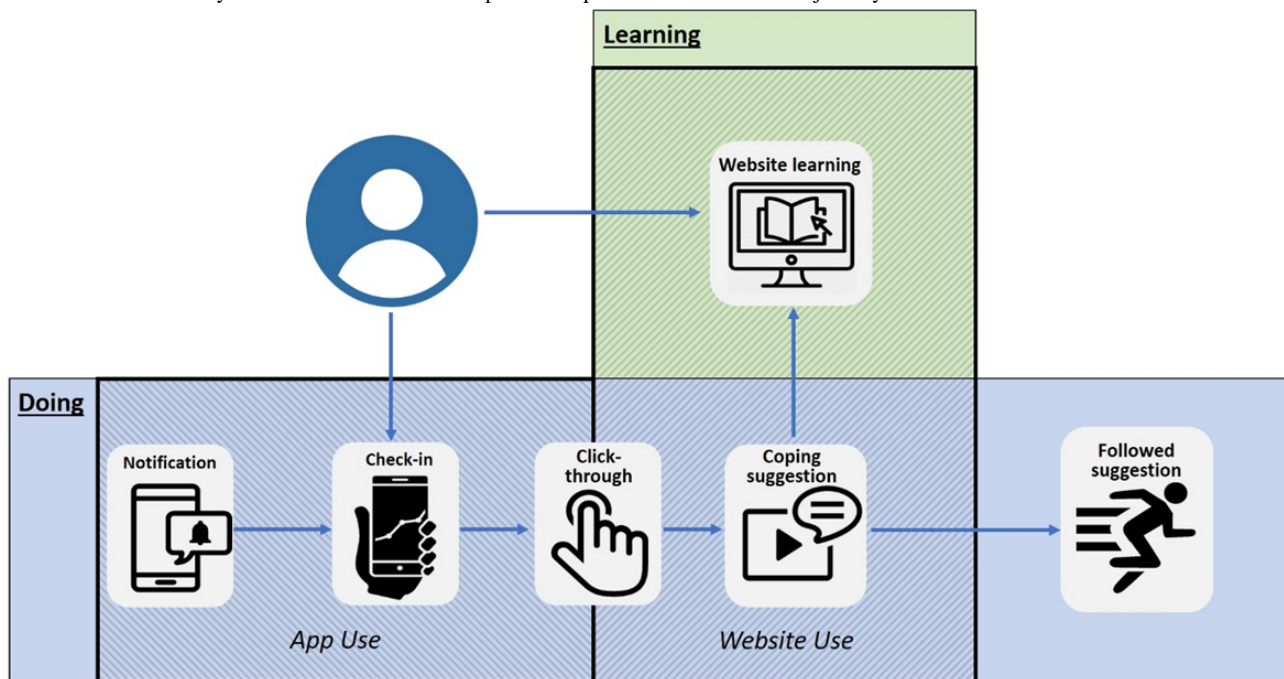 Learning
Website learning
Doing
Notification
Check-in
Click-
through
Coping
suggestion
Followed
suggestion
App Use
Website Use